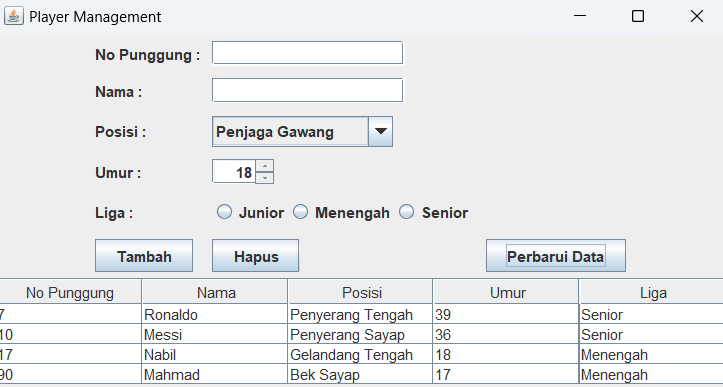 Player Management
No Punggung :
Nama :
Posisi : Penjaga Gawang
Umur : 18
Liga : Junior Menengah Senior
Tambah Hapus Perbarui Data
No Punggung Nama Posisi Umur Liga
7 Ronaldo Penyerang Tengah 39 Senior
10 Messi Penyerang Sayap 36 Senior
17 Nabil Gelandang Tengah 18 Menengah
90 Mahmad Bek Sayap 17 Menengah